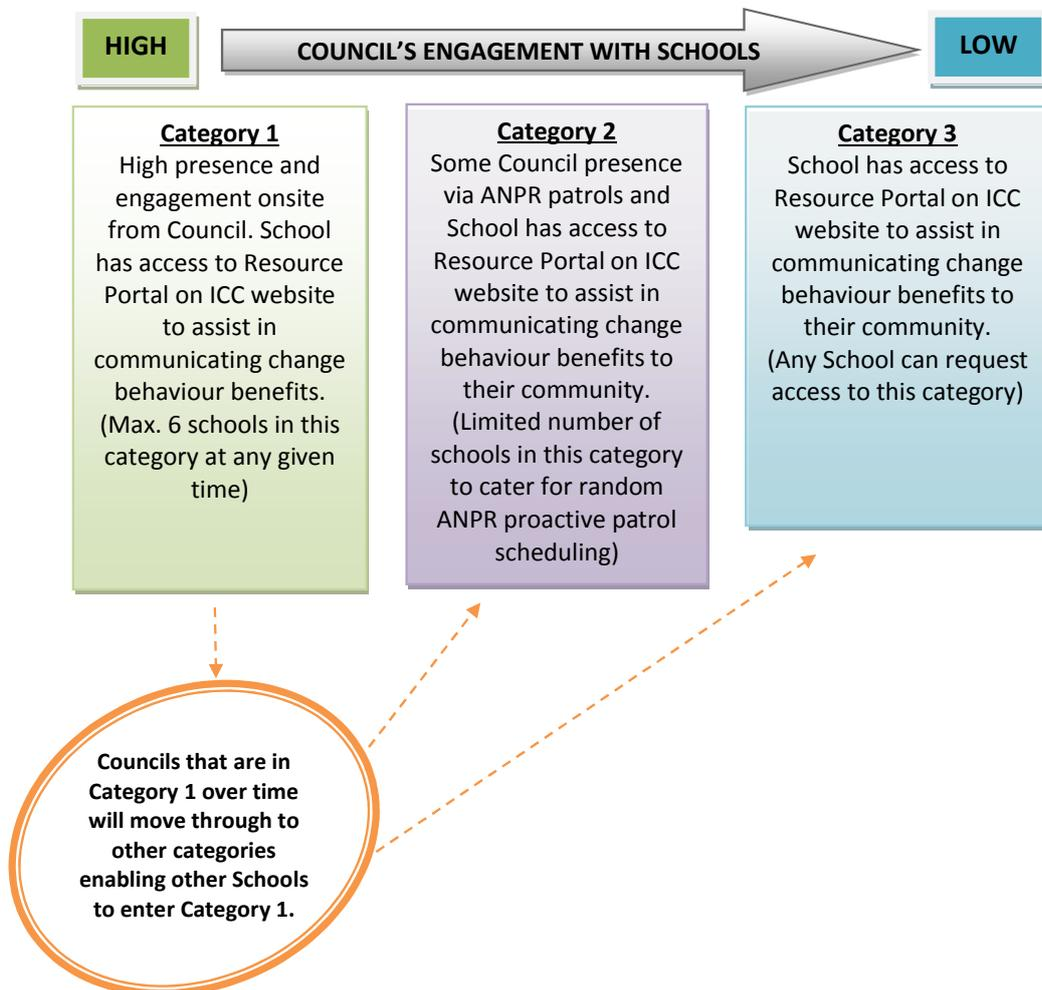 HIGH
COUNCIL'S ENGAGEMENT WITH SCHOOLS
LOW
Category 1
High presence and
engagement onsite
from Council. School
has access to Resource
Portal on ICC website
to assist in
communicating change
behaviour benefits.
(Max. 6 schools in this
category at any given
time)
Category 2
Some Council presence
via ANPR patrols and
School has access to
Resource Portal on ICC
website to assist in
communicating change
behaviour benefits to
their community.
(Limited number of
schools in this category
to cater for random
ANPR proactive patrol
scheduling)
Category 3
School has access to
Resource Portal on ICC
website to assist in
communicating change
behaviour benefits to
their community.
(Any School can request
access to this category)
Councils that are in
Category 1 over time
will move through to
other categories
enabling other Schools
to enter Category 1.